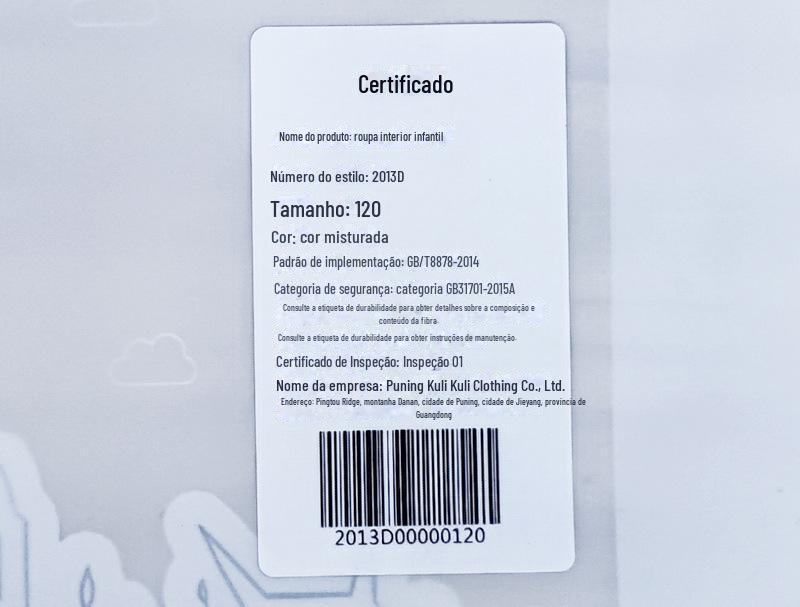 Certificado
Nome do produto: roupa interior infantil
Número do estilo: 2013D
Tamanho: 120
Cor: cor misturada
Padrão de implementação: GB/T8878-2014
Categoria de segurança: categoria GB31701-2015A
Consulte a etiqueta de durabilidade para obter detalhes sobre a composição e
conteúdo da fibra.
Consulte a etiqueta de durabilidade para obter instruções de manutenção.
Certificado de Inspeção: Inspeção 01
Nome da empresa: Puning Kuli Kuli Clothing Co., Ltd.
Endereço: Pingtou Ridge, montanha Danan, cidade de Puning, cidade de Jieyang, província de
Guangdong
2013D00000120